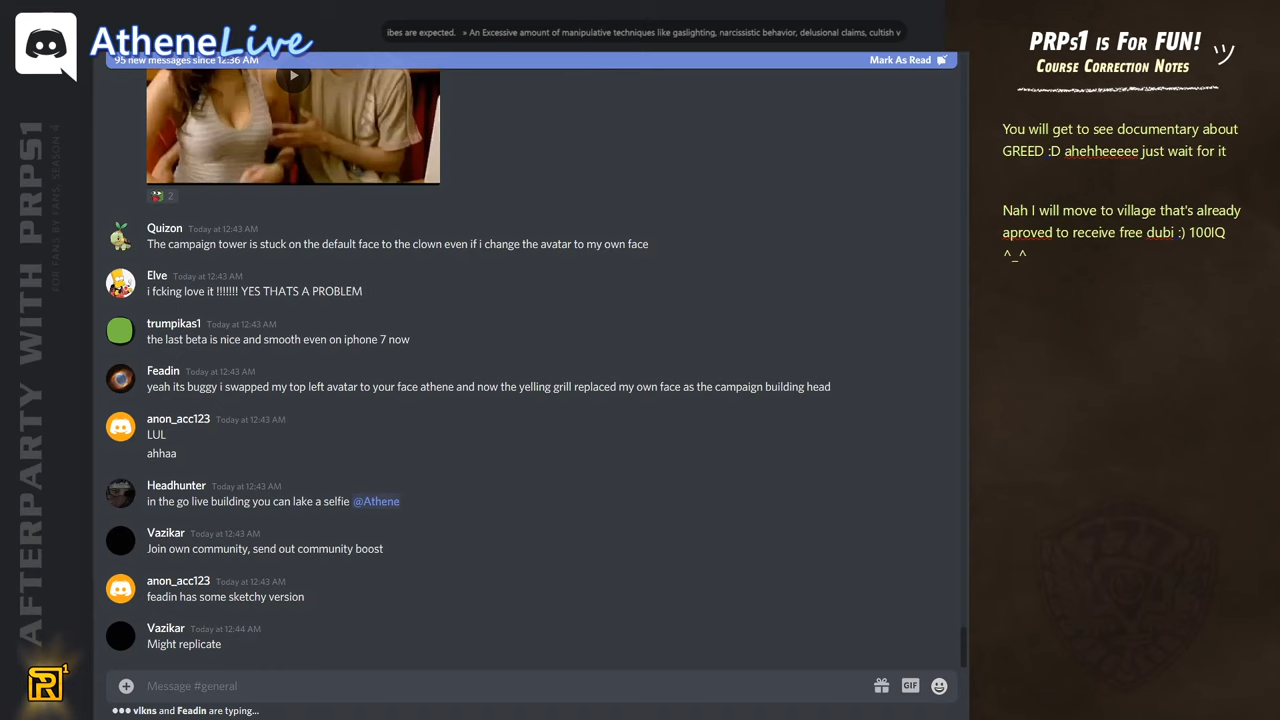 AtheneLive
ibes are expected. » An Excessive amount of manipulative techniques like gaslighting, narcissistic behavior, delusional claims, cultish v
95 new messages since 12:36 AM
Mark As Read
2
Quizon Today at 12:43 AM
The campaign tower is stuck on the default face to the clown even if i change the avatar to my own face
Elve Today at 12:43 AM
i fcking love it !!!!!!! YES THATS A PROBLEM
trumpikas1 Today at 12:43 AM
the last beta is nice and smooth even on iphone 7 now
Feadin Today at 12:43 AM
yeah its buggy i swapped my top left avatar to your face athene and now the yelling grill replaced my own face as the campaign building head
anon_acc123 Today at 12:43 AM
LUL
ahhaa
Headhunter Today at 12:43 AM
in the go live building you can lake a selfie @Athene
Vazikar Today at 12:43 AM
Join own community, send out community boost
anon_acc123 Today at 12:43 AM
feadin has some sketchy version
Vazikar Today at 12:44 AM
Might replicate
Message #general
GIF
vlkns and Feadin are typing...
AFTERPARTY WITH PRPS1
FOR FANS BY FANS, SEASON 4
R1
PRPS1 IS FOR FUN!
COURSE CORRECTION NOTES
ツ
You will get to see documentary about
GREED :D ahehheeeee just wait for it
Nah I will move to village that's already
aproved to receive free dubi :) 100IQ
^_^